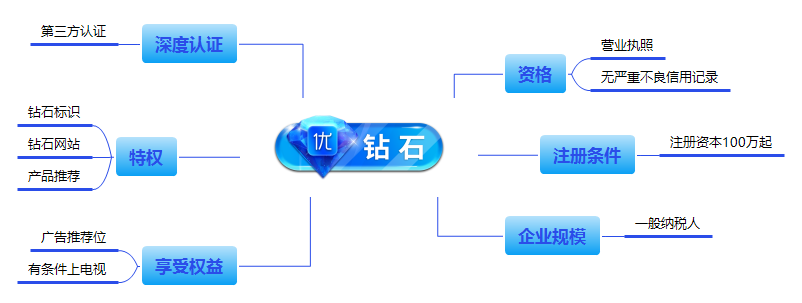 第三方认证
深度认证
钻石标识
钻石网站
产品推荐
特权
广告推荐位
有条件上电视
享受权益
优
钻石
资格
营业执照
无严重不良信用记录
注册条件
注册资本100万起
企业规模
一般纳税人